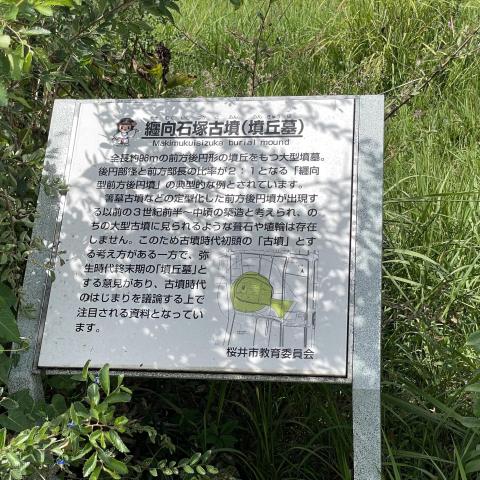 纏向石塚古墳(墳丘墓)
Makimukuisizuka burial mound
全長約96mの前方後円形の墳丘をもつ大型墳墓。
後円部径と前方部長の比率が2：1となる「纏向
型前方後円墳」の典型的な例とされています。
箸墓古墳などの定型化した前方後円墳が出現す
る以前の3世紀前半〜中頃の築造と考えられ、の
ちの大型古墳に見られるような葺石や埴輪は存在
しません。このため古墳時代初頭の「古墳」とす
る考え方がある一方で、弥
生時代終末期の「墳丘墓」と
する意見があり、古墳時代
のはじまりを議論する上で
注目される資料となってい
ます。
桜井市教育委員会